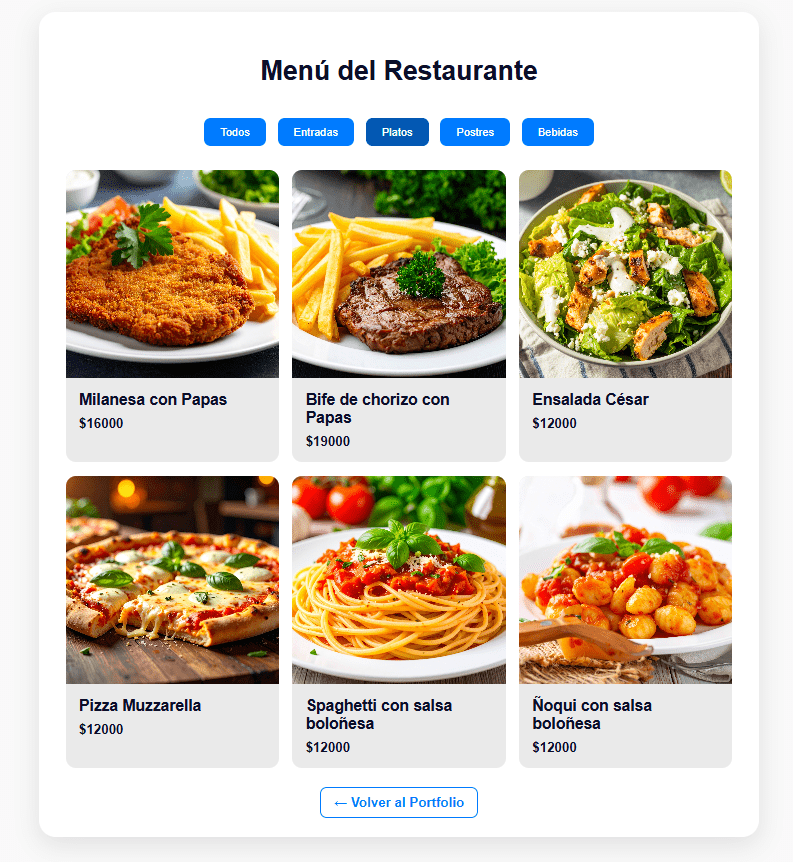 Menú del Restaurante
Todos
Entradas
Platos
Postres
Bebidas
Milanesa con Papas
$16000
Bife de chorizo con
Papas
$19000
Ensalada César
$12000
Pizza Muzzarella
$12000
Spaghetti con salsa
boloñesa
$12000
Ñoqui con salsa
boloñesa
$12000
← Volver al Portfolio